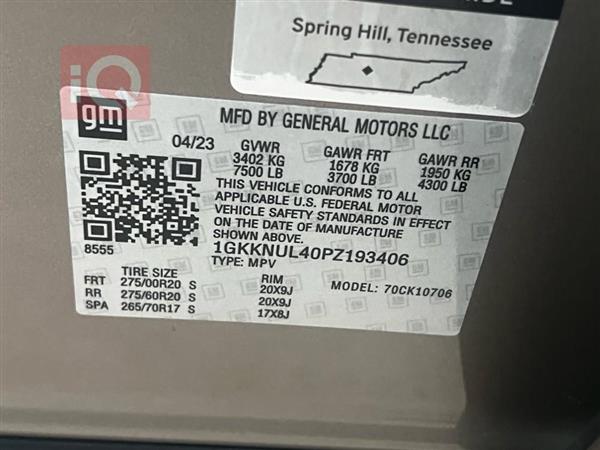 Spring Hill, Tennessee
iQ
gm
MFD BY GENERAL MOTORS LLC
04/23 GVWR GAWR FRT GAWR RR
3402 KG 1678 KG 1950 KG
7500 LB 3700 LB 4300 LB
THIS VEHICLE CONFORMS TO ALL
APPLICABLE U.S. FEDERAL MOTOR
VEHICLE SAFETY STANDARDS IN EFFECT
ON THE DATE OF MANUFACTURE
SHOWN ABOVE.
8555
1GKKNUL40PZ193406
TYPE: MPV
TIRE SIZE RIM MODEL: 70CK10706
FRT 275/00R20 S 20X9J
RR 275/60R20 S 20X9J
SPA 265/70R17 S 17X8J